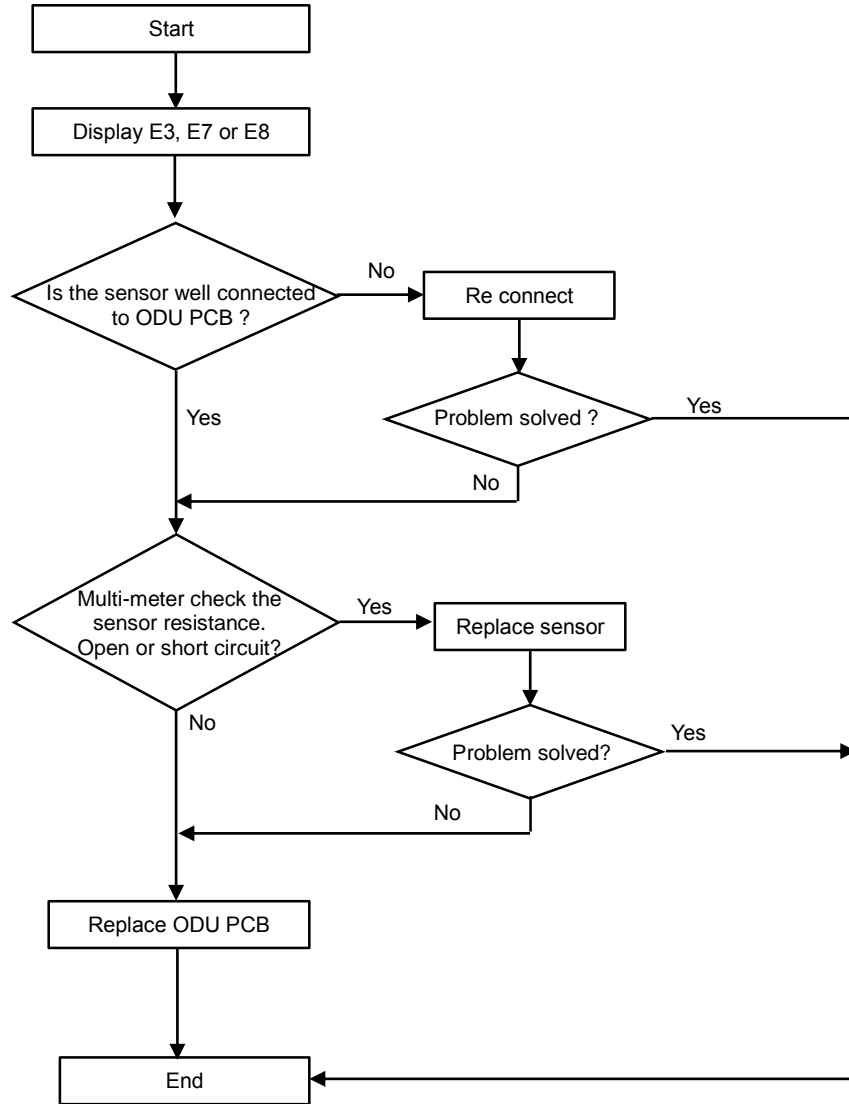 Start
Display E3, E7 or E8
Is the sensor well connected
to ODU PCB ?
No
Re connect
Yes
Problem solved ?
Yes
No
Multi-meter check the
sensor resistance.
Open or short circuit?
Yes
Replace sensor
No
Problem solved?
Yes
No
Replace ODU PCB
End